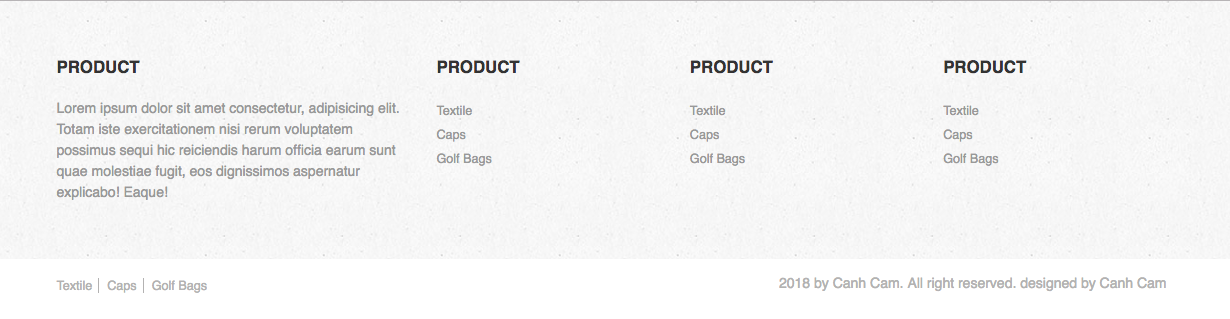 PRODUCT
Lorem ipsum dolor sit amet consectetur, adipisicing elit.
Totam iste exercitationem nisi rerum voluptatem
possimus sequi hic reiciendis harum officia earum sunt
quae molestiae fugit, eos dignissimos aspernatur
explicabo! Eaque!
PRODUCT
Textile
Caps
Golf Bags
PRODUCT
Textile
Caps
Golf Bags
PRODUCT
Textile
Caps
Golf Bags
Textile | Caps | Golf Bags
2018 by Canh Cam. All right reserved. designed by Canh Cam